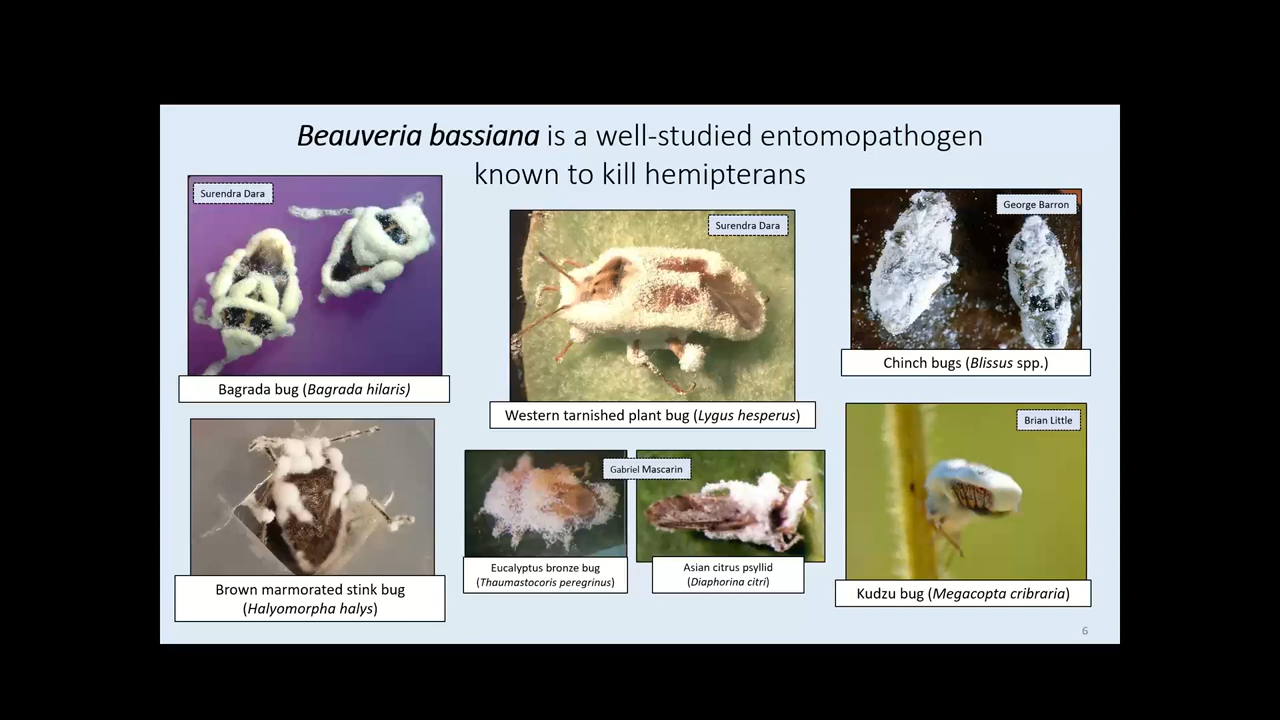 Beauveria bassiana is a well-studied entomopathogen
known to kill hemipterans
Surendra Dara
Bagrada bug (Bagrada hilaris)
Surendra Dara
Western tarnished plant bug (Lygus hesperus)
George Barron
Chinch bugs (Blissus spp.)
Brown marmorated stink bug
(Halyomorpha halys)
Gabriel Mascarin
Eucalyptus bronze bug
(Thaumastocoris peregrinus)
Asian citrus psyllid
(Diaphorina citri)
Brian Little
Kudzu bug (Megacopta cribraria)
6